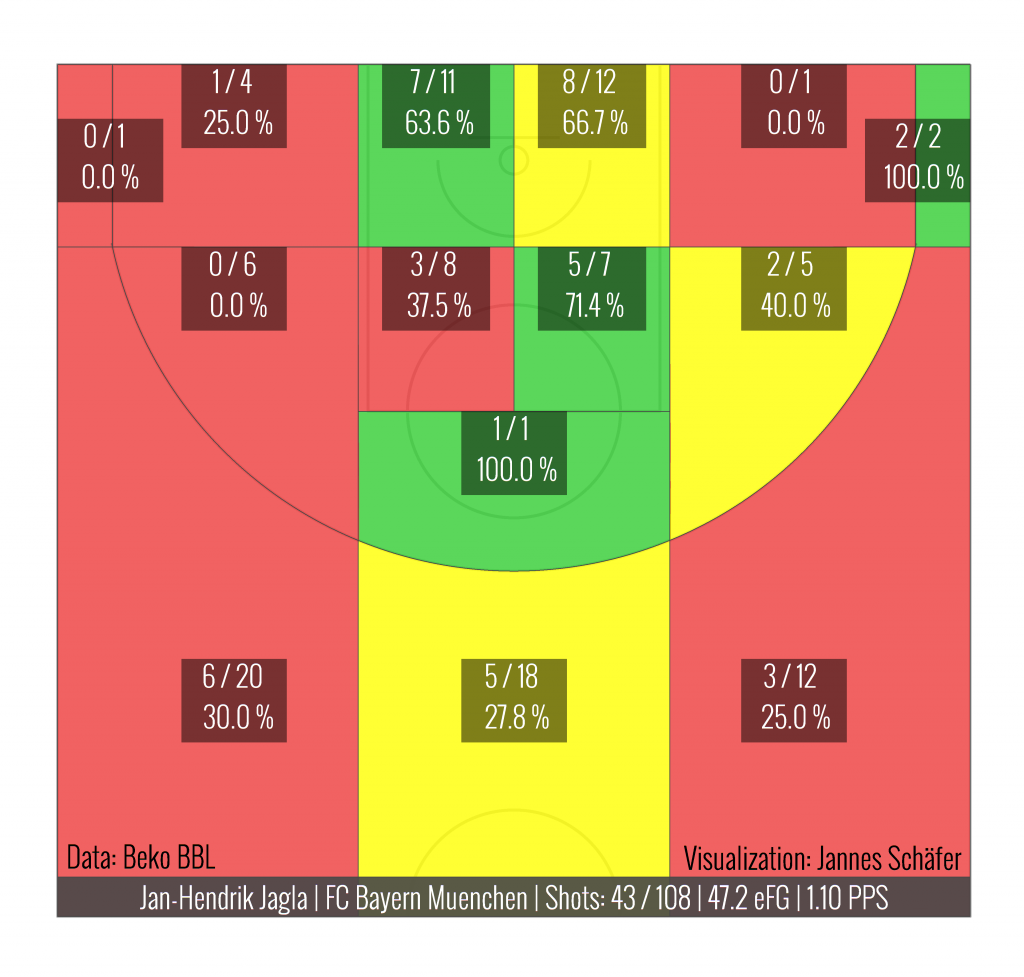 1 / 4
25.0 %
7 / 11
63.6 %
8 / 12
66.7 %
0 / 1
0.0 %
0 / 1
0.0 %
2 / 2
100.0 %
0 / 6
0.0 %
3 / 8
37.5 %
5 / 7
71.4 %
2 / 5
40.0 %
1 / 1
100.0 %
6 / 20
30.0 %
5 / 18
27.8 %
3 / 12
25.0 %
Data: Beko BBL
Visualization: Jannes Schäfer
Jan-Hendrik Jagla | FC Bayern Muenchen | Shots: 43 / 108 | 47.2 eFG | 1.10 PPS